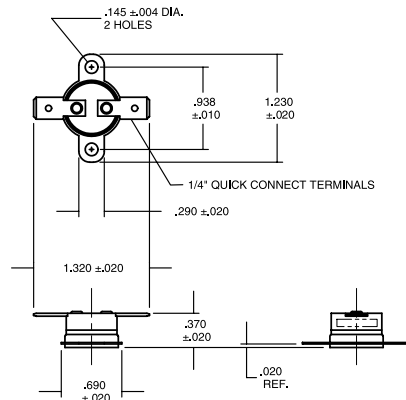 .145 ±.004 DIA.
2 HOLES
.938
±.010
1.230
±.020
1/4" QUICK CONNECT TERMINALS
.290 ±.020
1.320 ±.020
.370
±.020
.020
REF.
.690
±.020